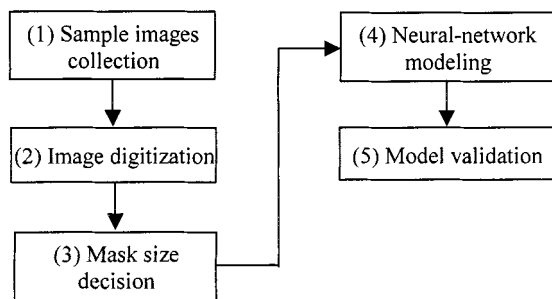 (1) Sample images
collection
(2) Image digitization
(3) Mask size
decision
(4) Neural-network
modeling
(5) Model validation